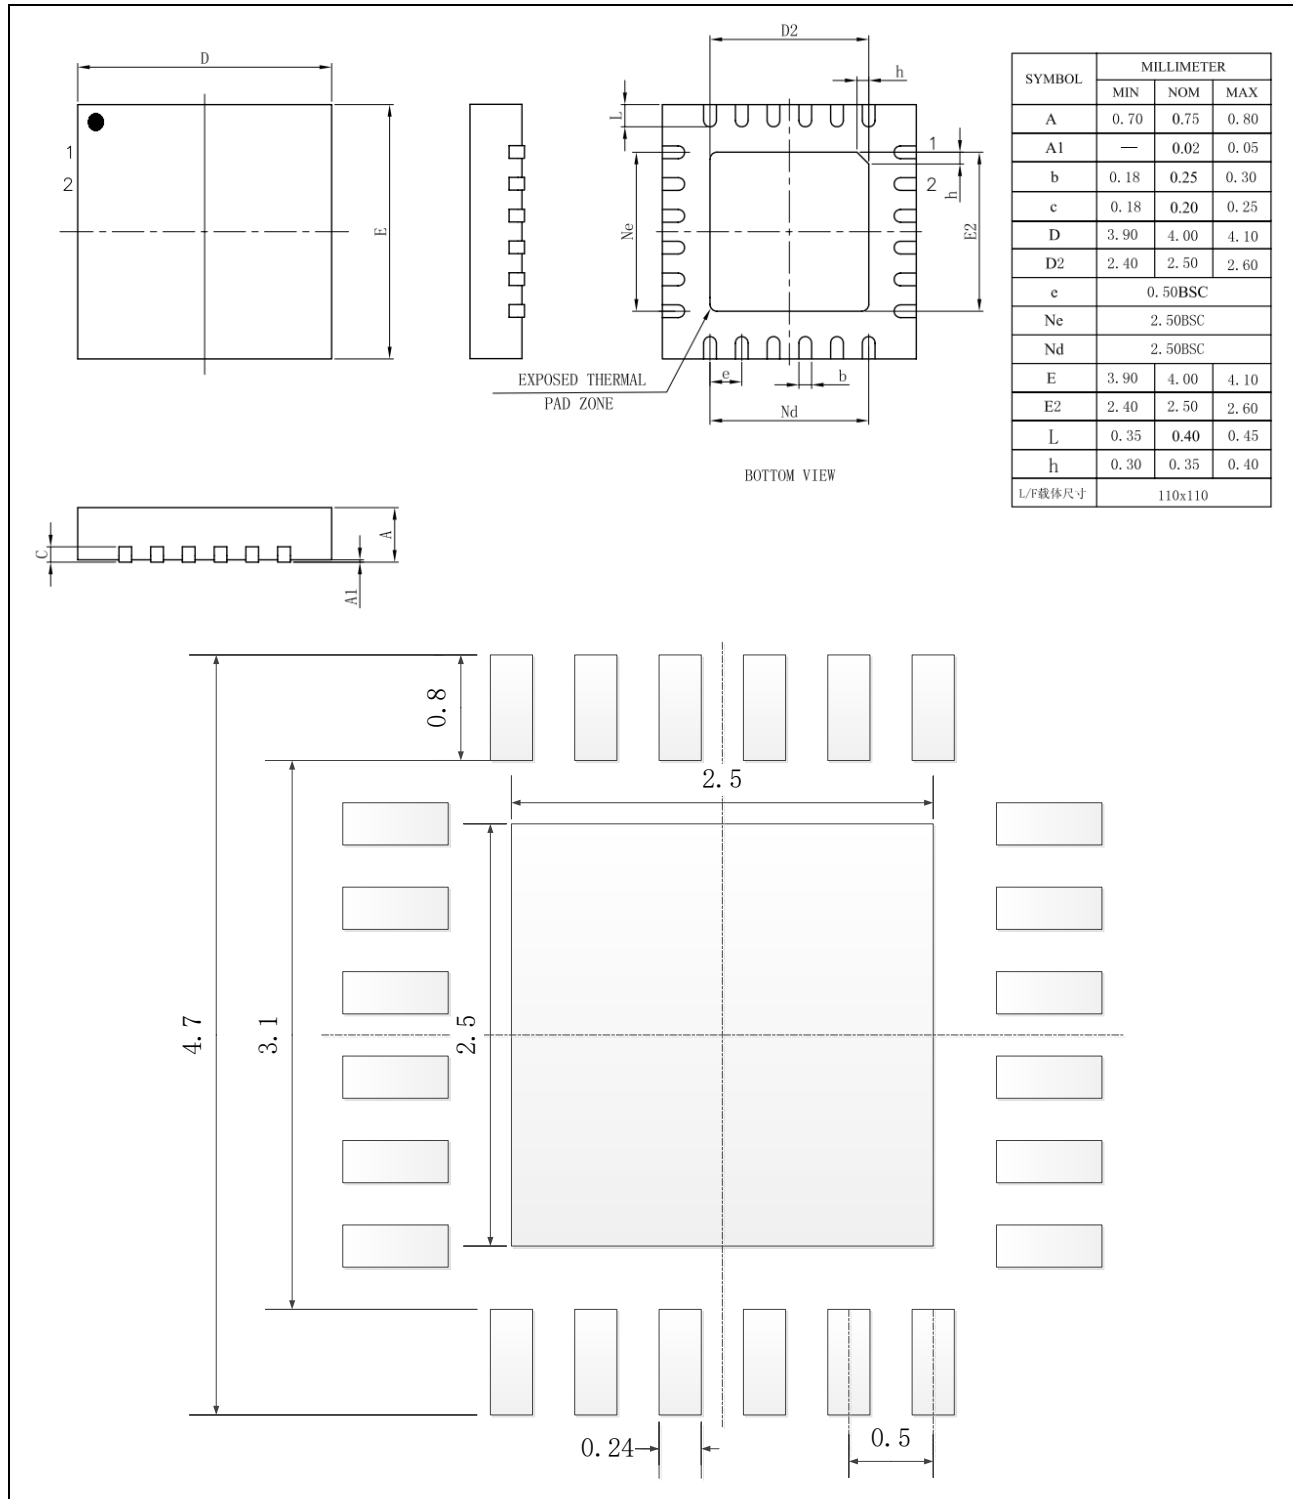 D
D2
h
L
1
2
1
2
E
Ne
h
E2
EXPOSED THERMAL
PAD ZONE
e
b
Nd
BOTTOM VIEW
SYMBOL MILLIMETER
MIN NOM MAX
A 0.70 0.75 0.80
A1 — 0.02 0.05
b 0.18 0.25 0.30
c 0.18 0.20 0.25
D 3.90 4.00 4.10
D2 2.40 2.50 2.60
e 0.50BSC
Ne 2.50BSC
Nd 2.50BSC
E 3.90 4.00 4.10
E2 2.40 2.50 2.60
L 0.35 0.40 0.45
h 0.30 0.35 0.40
L/F载体尺寸 110x110
C
A
A1
0.8
2.5
4.7
3.1
2.5
0.24
0.5